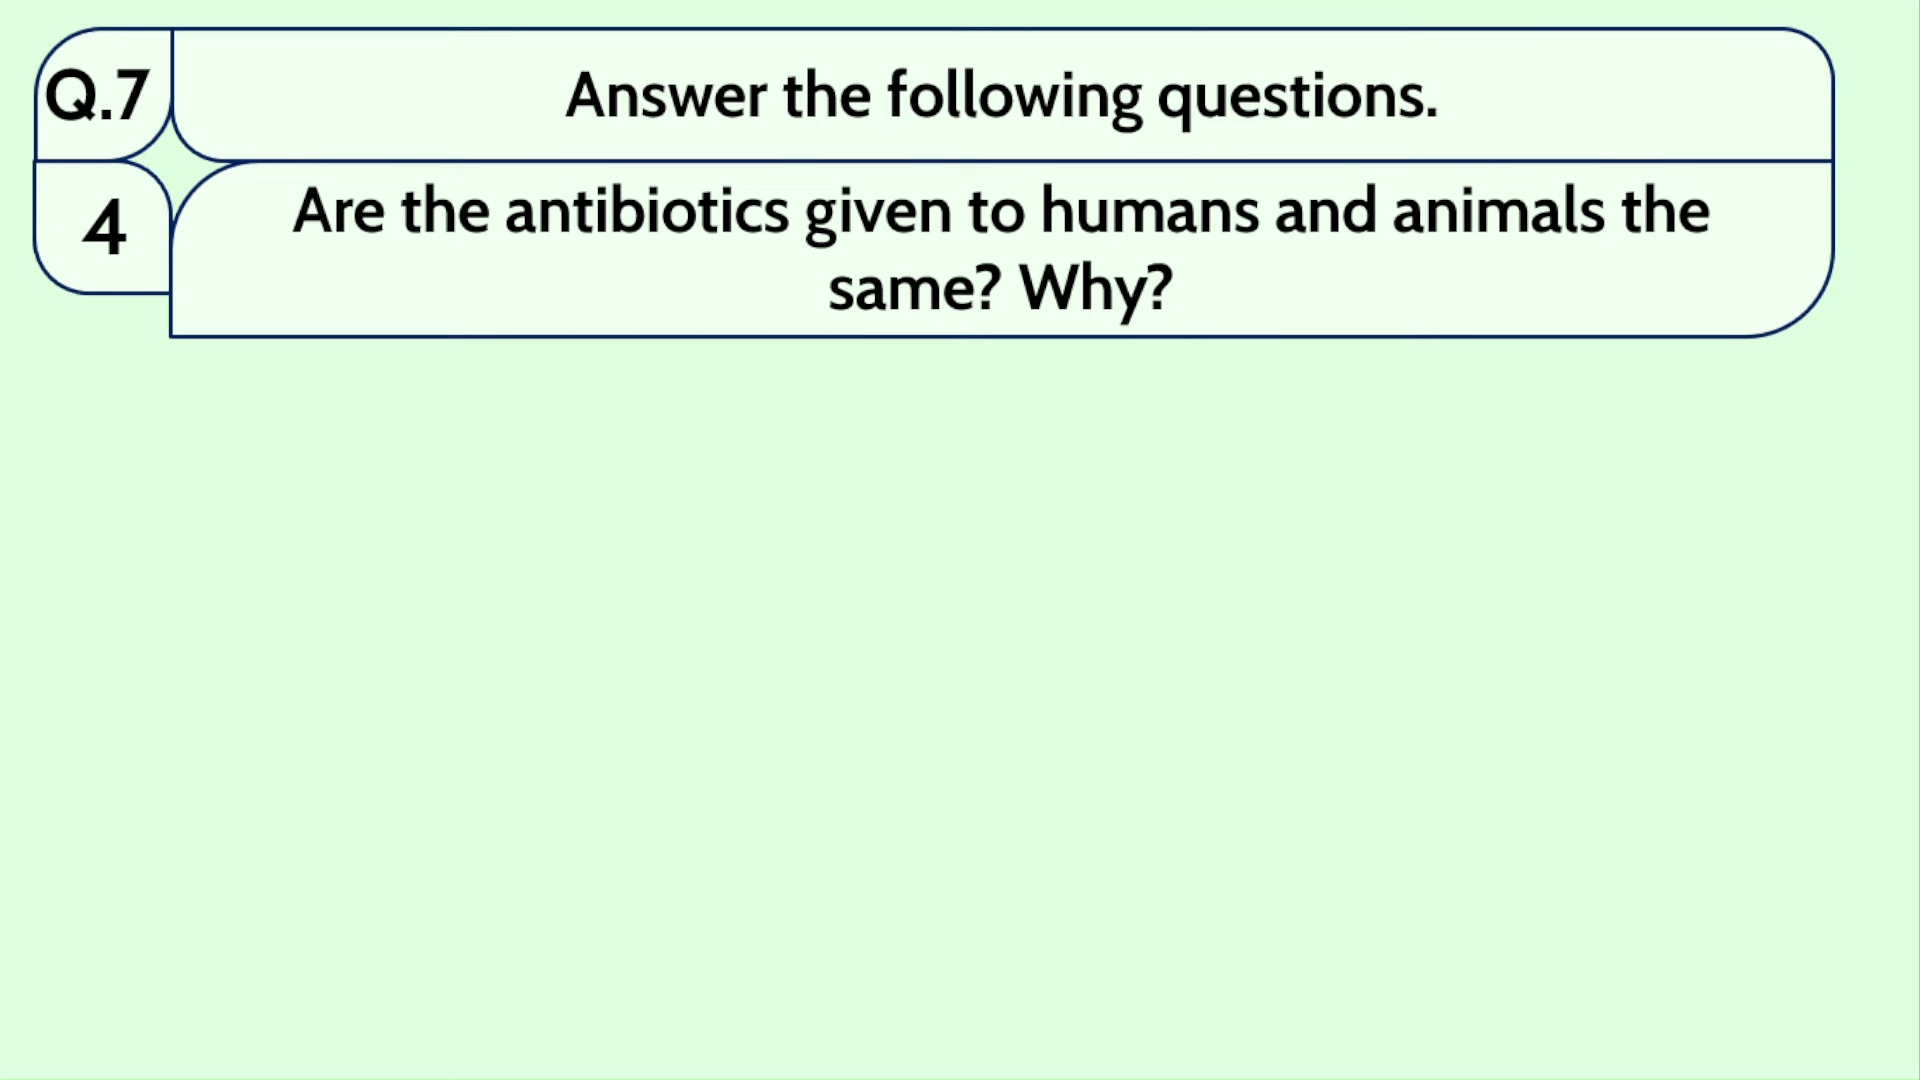 Q.7
Answer the following questions.
4
Are the antibiotics given to humans and animals the
same? Why?